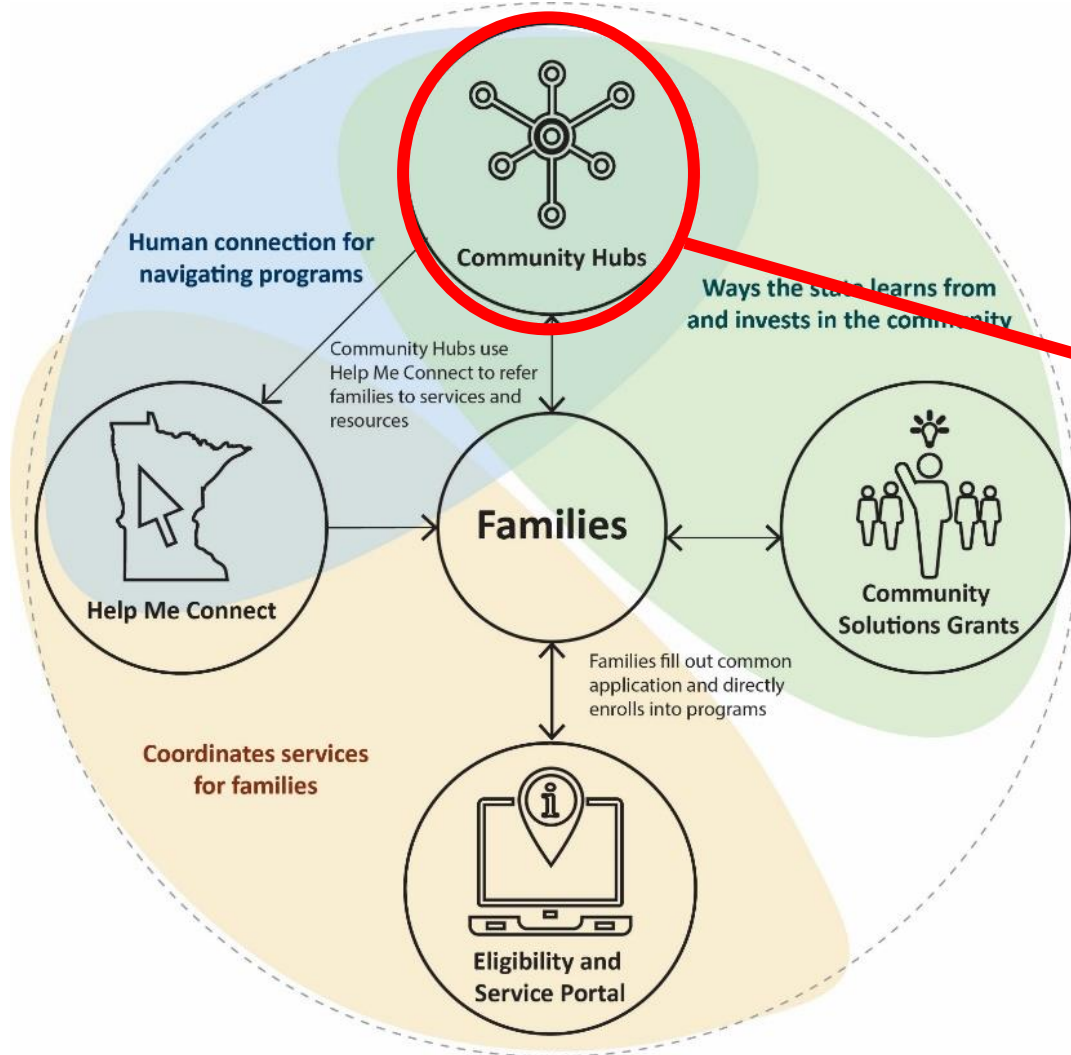 Community Hubs
Human connection for
navigating programs
Ways the state learns from
and invests in the community
Community Hubs use
Help Me Connect to refer
families to services and
resources
Help Me Connect
Families
Community
Solutions Grants
Families fill out common
application and directly
enrolls into programs
Coordinates services
for families
i
Eligibility and
Service Portal